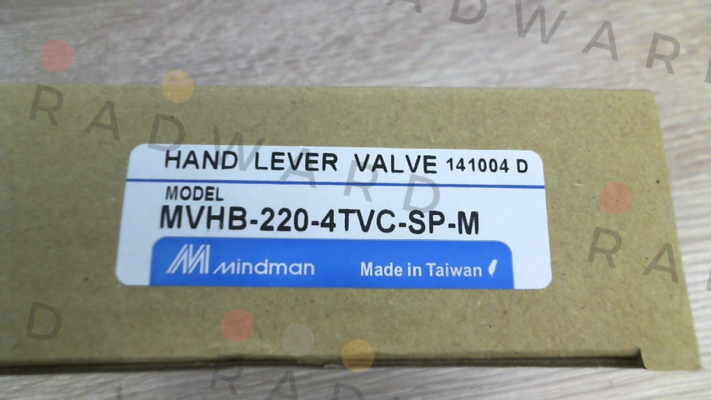 RADWARD
HAND LEVER VALVE 141004 D
MODEL
MVHB-220-4TVC-SP-M
Mindman
Made in Taiwan